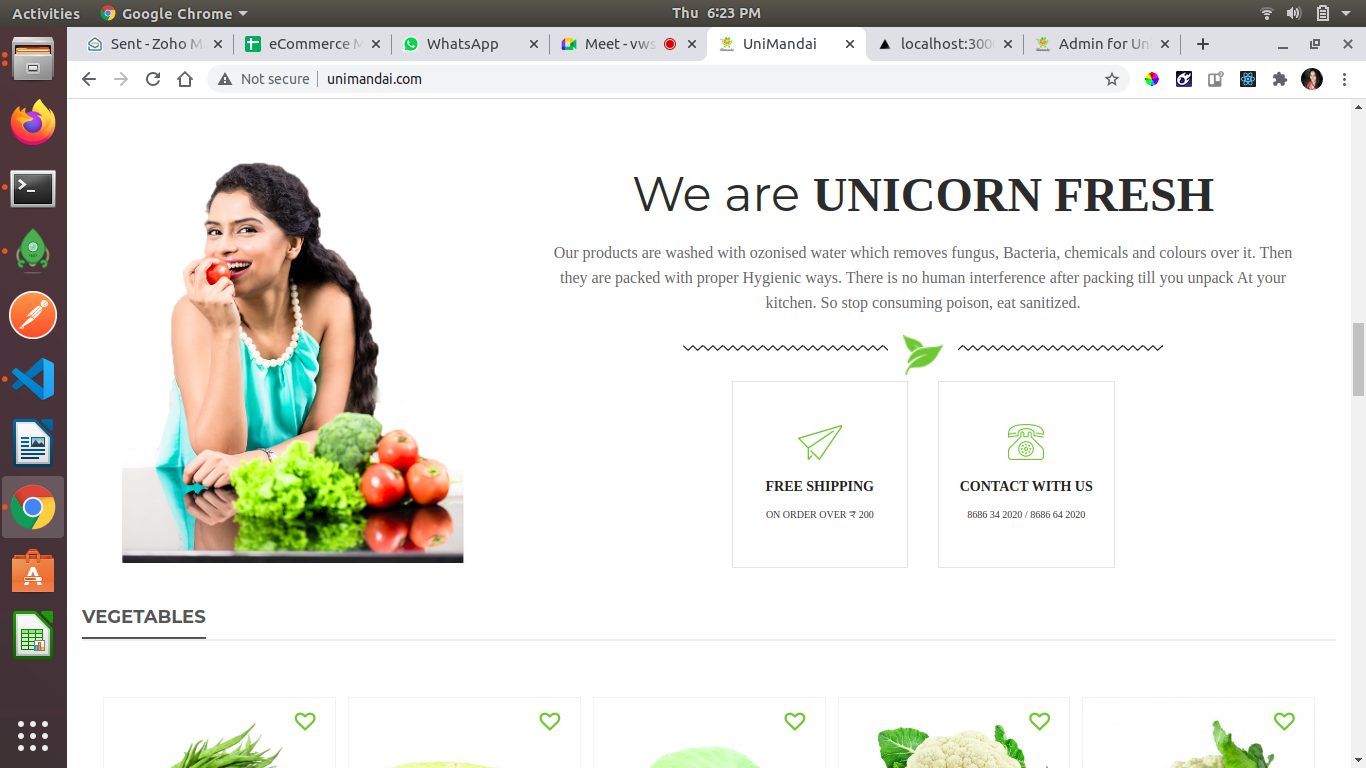 Activities
Google Chrome
Thu 6:23 PM
Sent - Zoho M
eCommerce M
WhatsApp
Meet - vws
UniMandai
localhost:300
Admin for Un
Not secure
unimandai.com
We are UNICORN FRESH
Our products are washed with ozonised water which removes fungus, Bacteria, chemicals and colours over it. Then
they are packed with proper Hygienic ways. There is no human interference after packing till you unpack At your
kitchen. So stop consuming poison, eat sanitized.
FREE SHIPPING
ON ORDER OVER ₹ 200
CONTACT WITH US
8686 34 2020 / 8686 64 2020
VEGETABLES